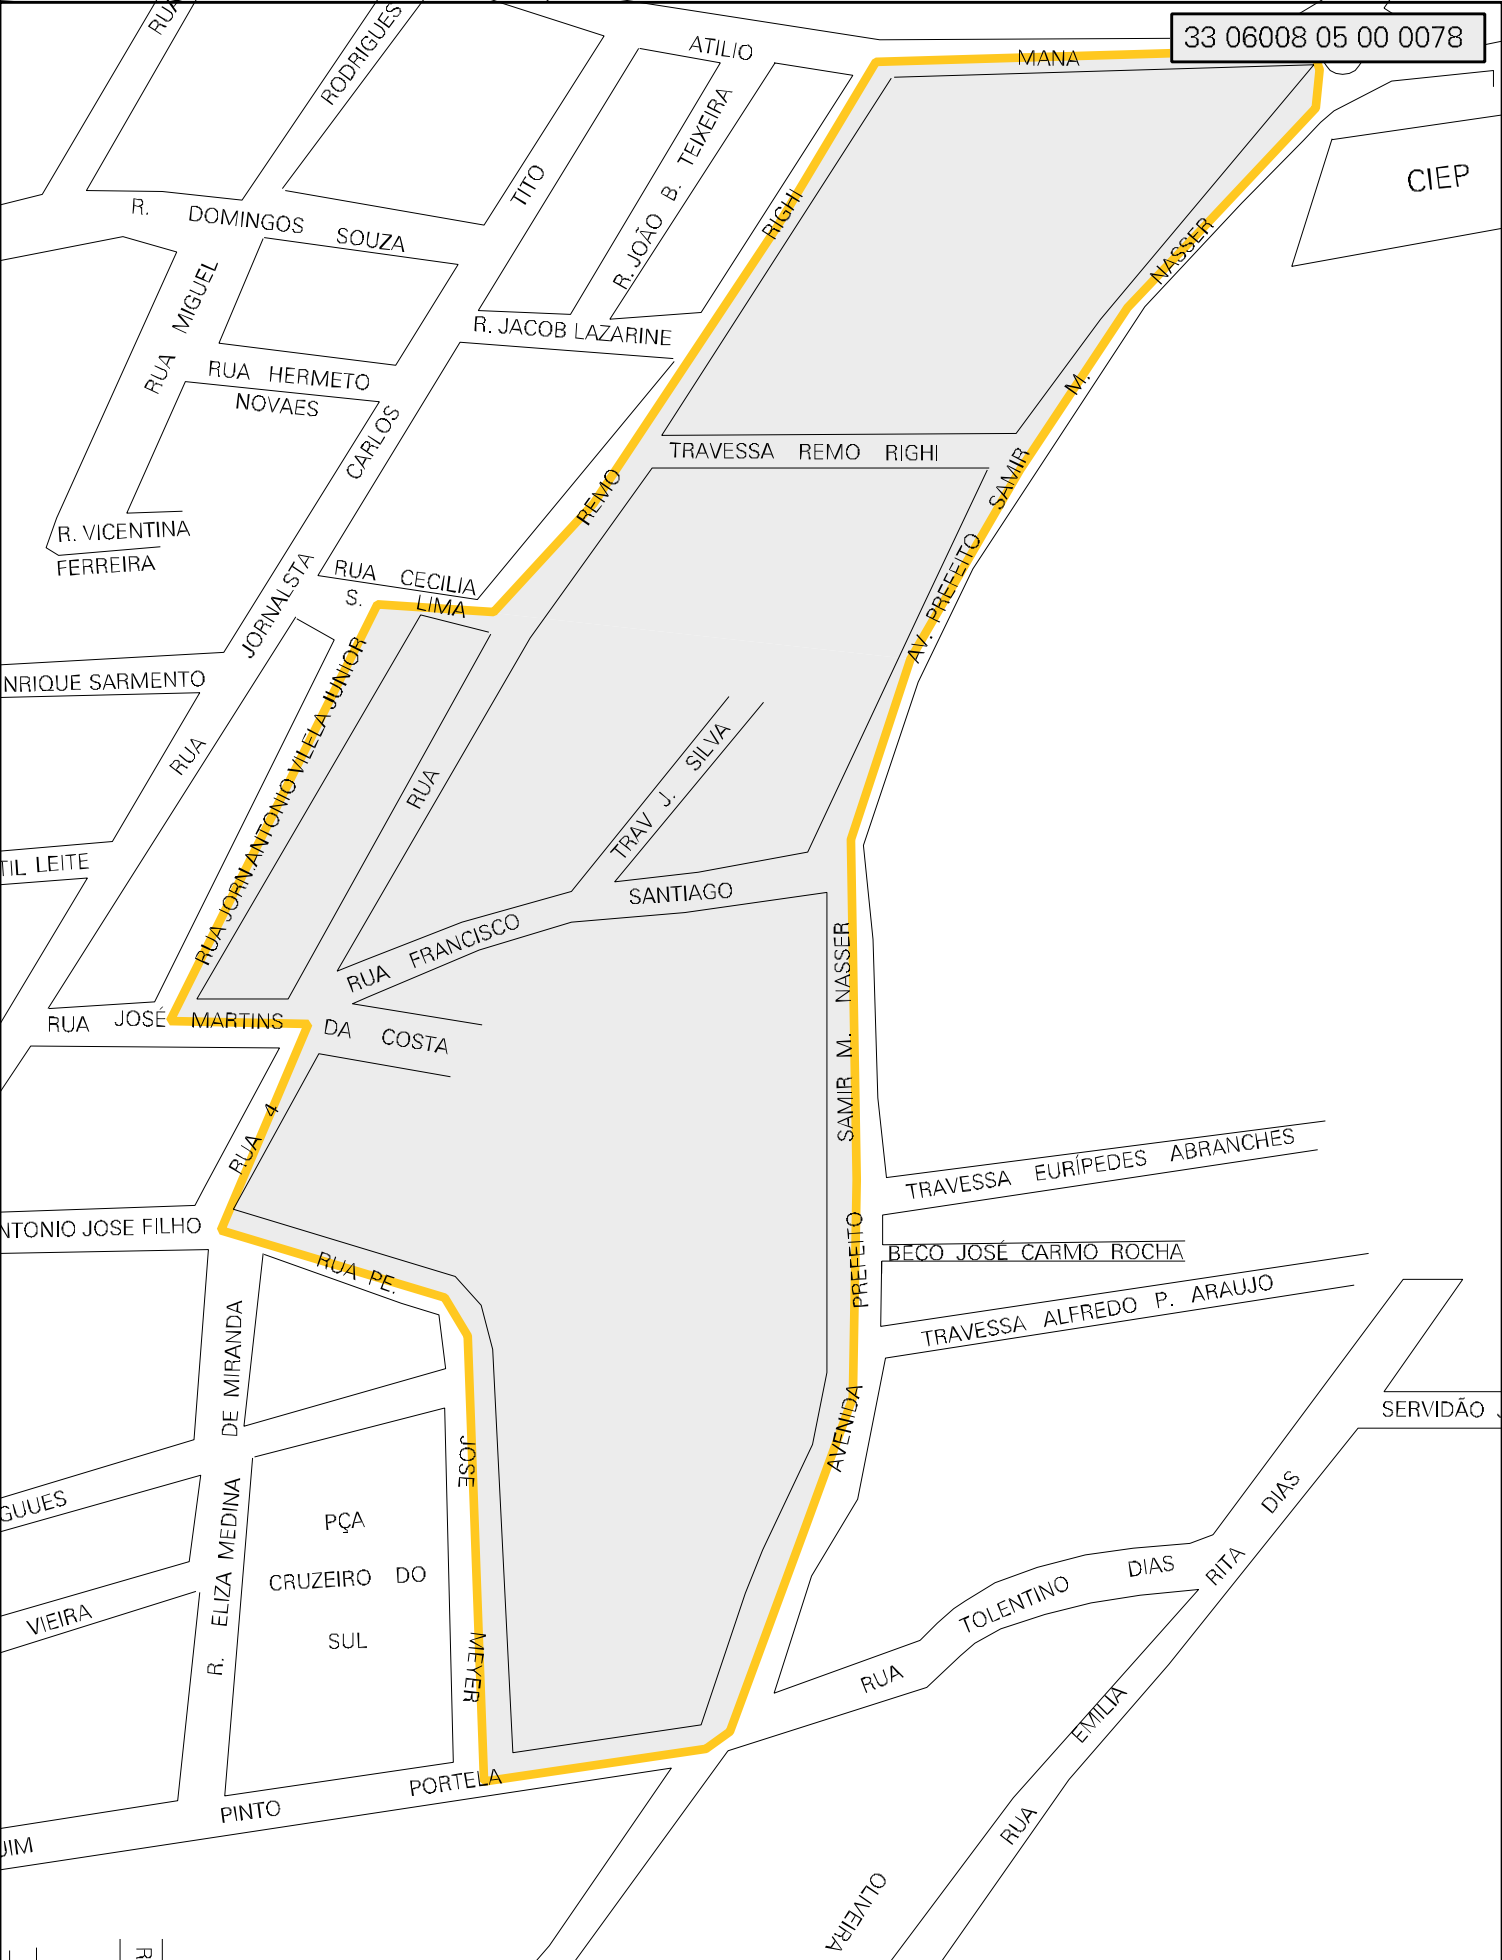 33 06008 05 00 0078
RUA
RODRIGUES
ATILIO
MANA
CIEP
TITO
R. JOÃO B. TEIXEIRA
RIGHI
R. DOMINGOS SOUZA
NASSER
RUA MIGUEL
R. JACOB LAZARINE
RUA HERMETO
NOVAES
M.
CARLOS
TRAVESSA REMO RIGHI
SAMIR
REMO
R. VICENTINA
FERREIRA
AV. PREFEITO
RUA CECILIA
S. LIMA
JORNALSTA
NRIQUE SARMENTO
RUA JORN.ANTONIO VILELA JUNIOR
RUA
RUA
TRAV J. SILVA
TIL LEITE
SANTIAGO
RUA FRANCISCO
SAMIR M. NASSER
RUA JOSÉ MARTINS DA COSTA
RUA 4
TRAVESSA EURÍPEDES ABRANCHES
NTONIO JOSE FILHO
PREFEITO
BECO JOSÉ CARMO ROCHA
RUA PE.
TRAVESSA ALFREDO P. ARAUJO
DE MIRANDA
AVENIDA
SERVIDÃO
JOSE
GUUES
PÇA
CRUZEIRO DO
SUL
R. ELIZA MEDINA
DIAS
RITA
DIAS
TOLENTINO
RUA
VIEIRA
MEYER
EMILIA
RUA
PORTELA
PINTO
UIM
OLIVEIRA
R